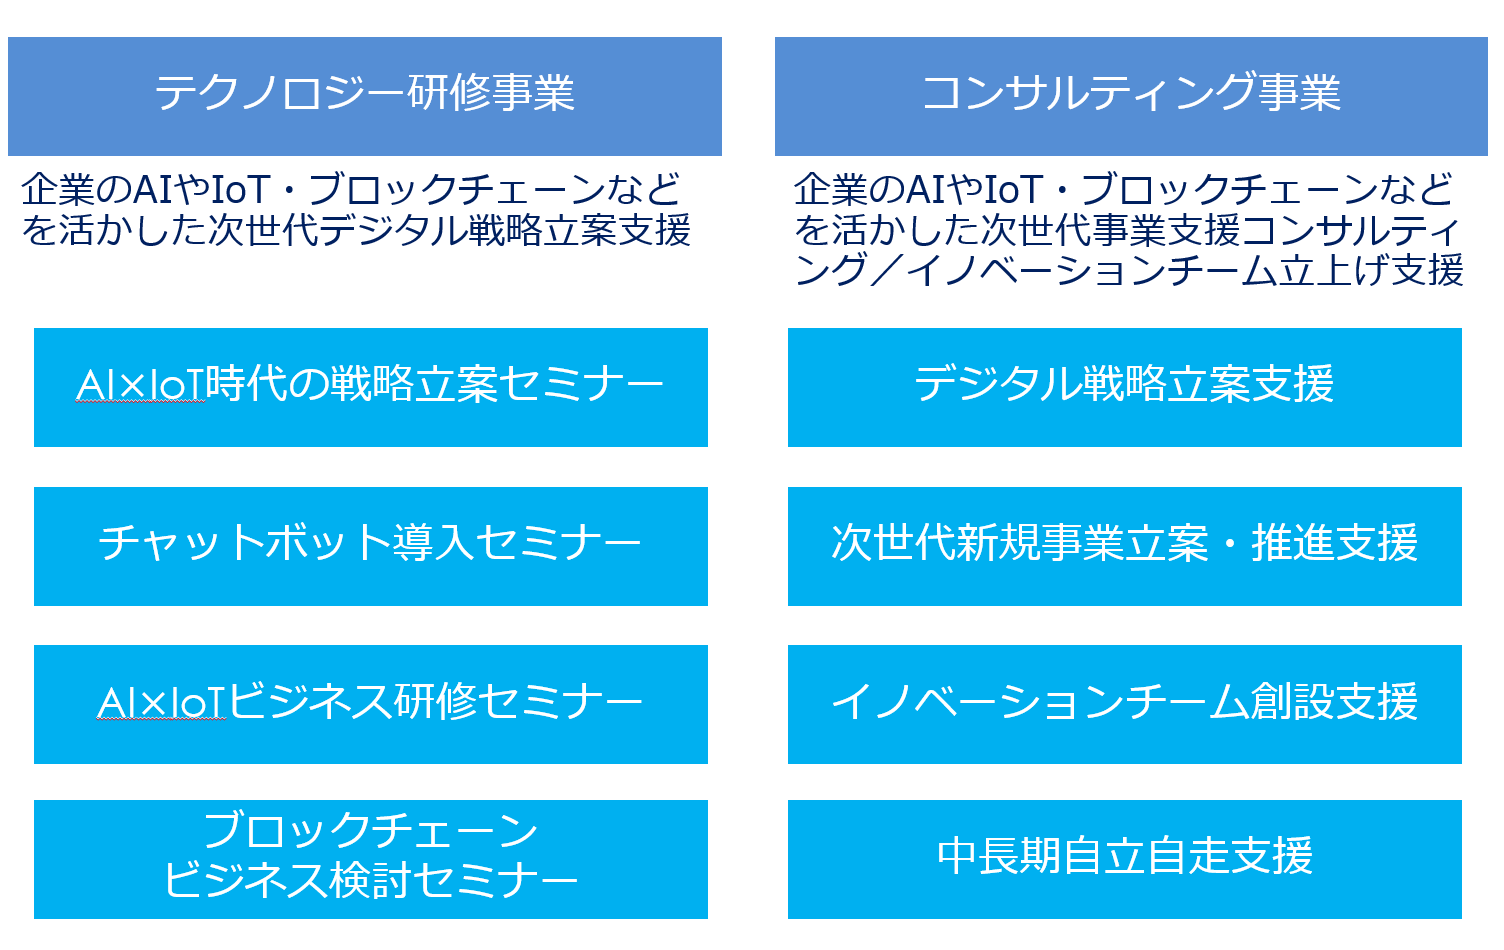 テクノロジー研修事業
企業のAIやIoT・ブロックチェーンなど
を活かした次世代デジタル戦略立案支援
AI×IoT時代の戦略立案セミナー
チャットボット導入セミナー
AI×IoTビジネス研修セミナー
ブロックチェーン
ビジネス検討セミナー
コンサルティング事業
企業のAIやIoT・ブロックチェーンなど
を活かした次世代事業支援コンサルティ
ング／イノベーションチーム立上げ支援
デジタル戦略立案支援
次世代新規事業立案・推進支援
イノベーションチーム創設支援
中長期自立自走支援